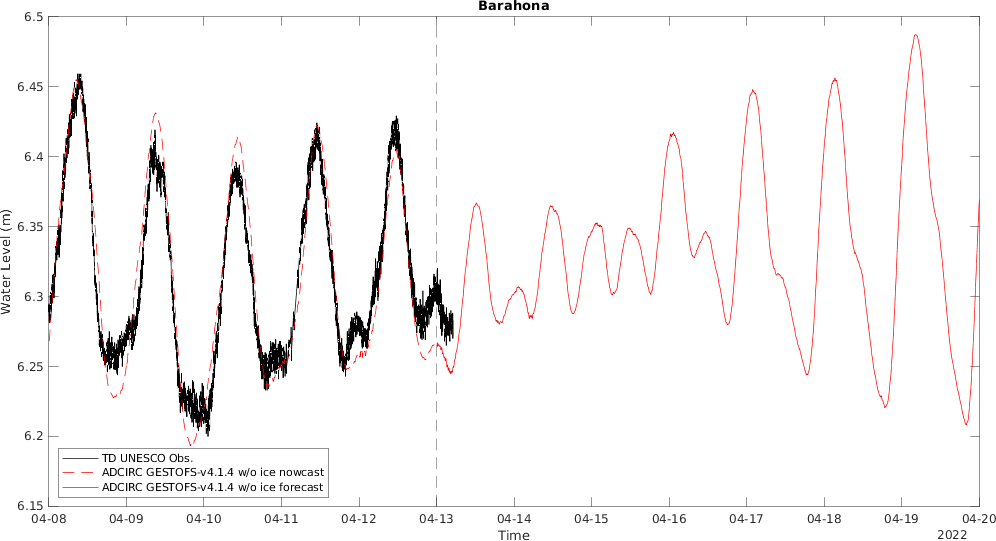 Barahona
6.5
6.45
6.4
6.35
6.3
6.25
6.2
6.15
Water Level (m)
TD UNESCO Obs.
ADCIRC GESTOFS-v4.1.4 w/o ice nowcast
ADCIRC GESTOFS-v4.1.4 w/o ice forecast
04-08 04-09 04-10 04-11 04-12 04-13 04-14 04-15 04-16 04-17 04-18 04-19 04-20
Time
2022